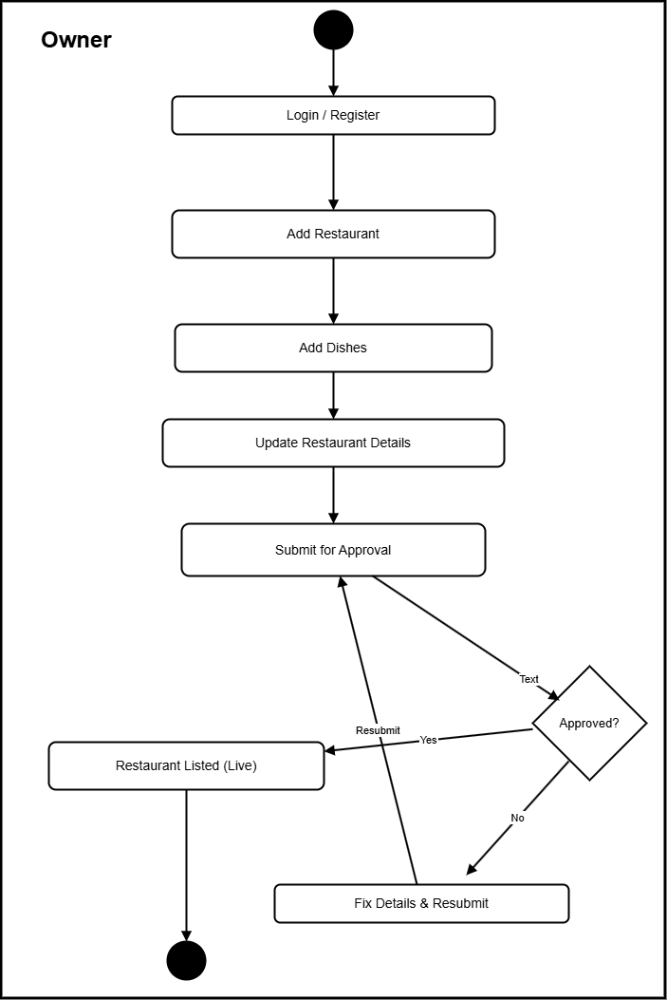 Owner
Login / Register
Add Restaurant
Add Dishes
Update Restaurant Details
Submit for Approval
Text
Approved?
Resubmit
Yes
Restaurant Listed (Live)
No
Fix Details & Resubmit